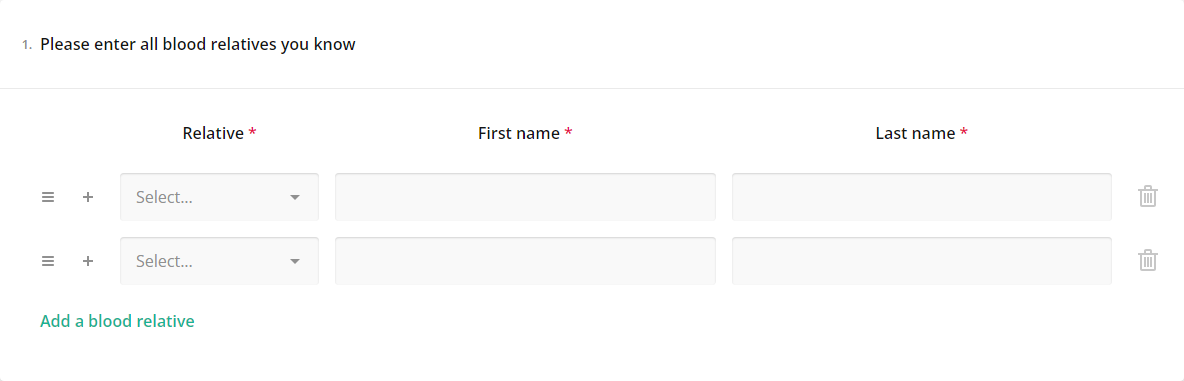 1. Please enter all blood relatives you know
Relative * First name * Last name *
Select...
Select...
Add a blood relative